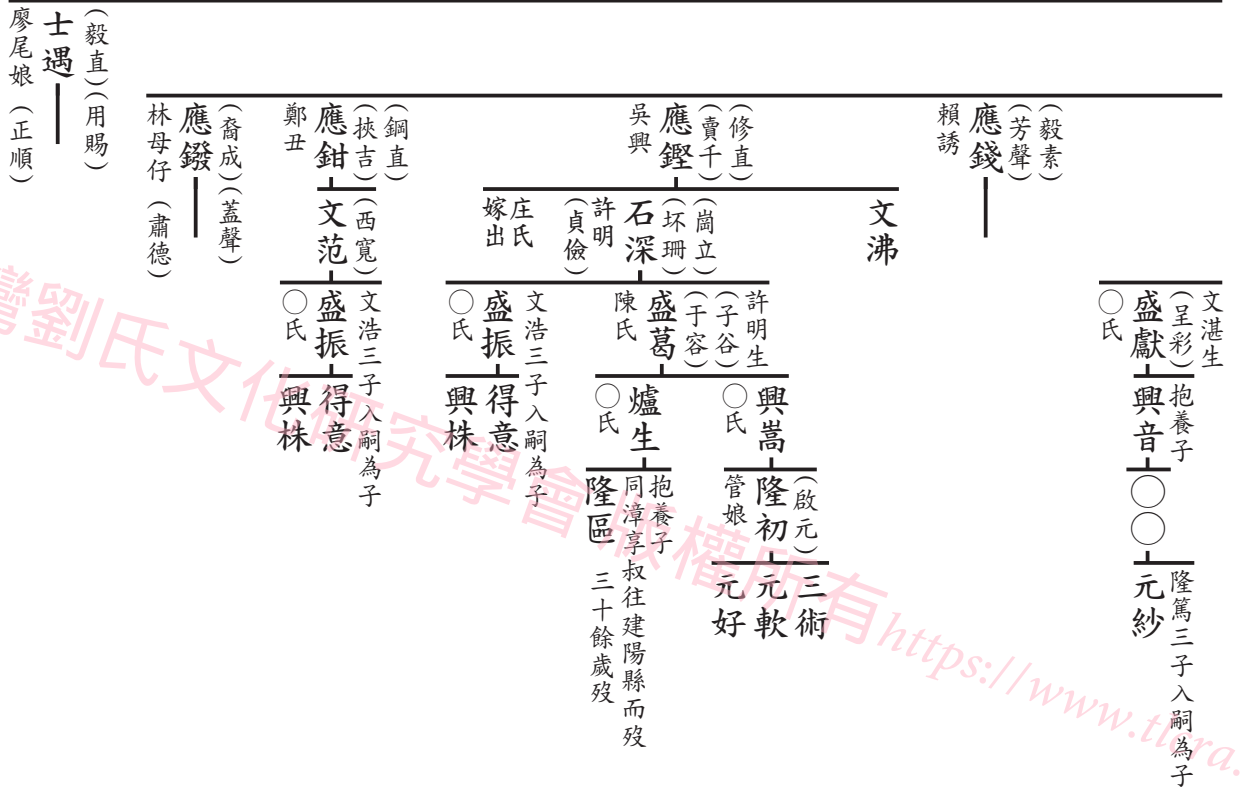 文湛生
(呈彩)
盛獻
○氏
抱養子
興音
○○
隆篤三子入嗣為子
元紗
(毅素)
(芳聲)
應錢
賴誘
(修直)
(賣千)
應鏗
吳興
文沸
(崗立)
(坏珊)
石深
許明
(貞儉)
庄氏
嫁出
許明生
(子谷)
(于容)
盛葛
陳氏
興嵩
○氏
(啟元)
隆初
管娘
三術
元軟
元好
爐生
○氏
抱養子
同漳享叔往建陽縣而歿
隆區 三十餘歲歿
文浩三子入嗣為子
盛振
○氏
得意
興株
(鋼直)
(挾吉)
應鉗
鄭丑
(西寬)
文范
文浩三子入嗣為子
盛振
○氏
得意
興株
(裔成)(蓋聲)
應鏺
林母仔 (肅德)
(毅直)(用賜)
士遇
廖尾娘 (正順)
灣劉氏文化研究學會 版權所有 https://www.tlcra.